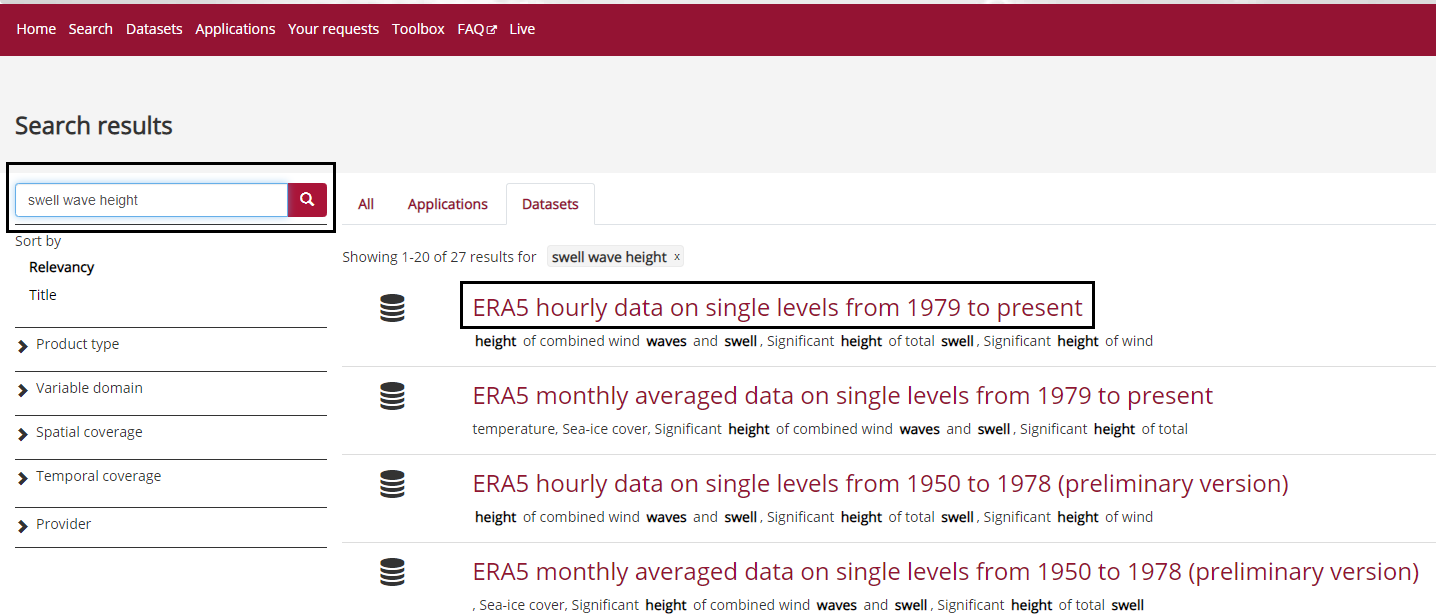 Home Search Datasets Applications Your requests Toolbox FAQ Live
Search results
swell wave height
Sort by
Relevancy
Title
Product type
Variable domain
Spatial coverage
Temporal coverage
Provider
All Applications Datasets
Showing 1-20 of 27 results for swell wave height x
ERA5 hourly data on single levels from 1979 to present
height of combined wind waves and swell, Significant height of total swell, Significant height of wind
ERA5 monthly averaged data on single levels from 1979 to present
temperature, Sea-ice cover, Significant height of combined wind waves and swell, Significant height of total
ERA5 hourly data on single levels from 1950 to 1978 (preliminary version)
height of combined wind waves and swell, Significant height of total swell, Significant height of wind
ERA5 monthly averaged data on single levels from 1950 to 1978 (preliminary version)
, Sea-ice cover, Significant height of combined wind waves and swell, Significant height of total swell